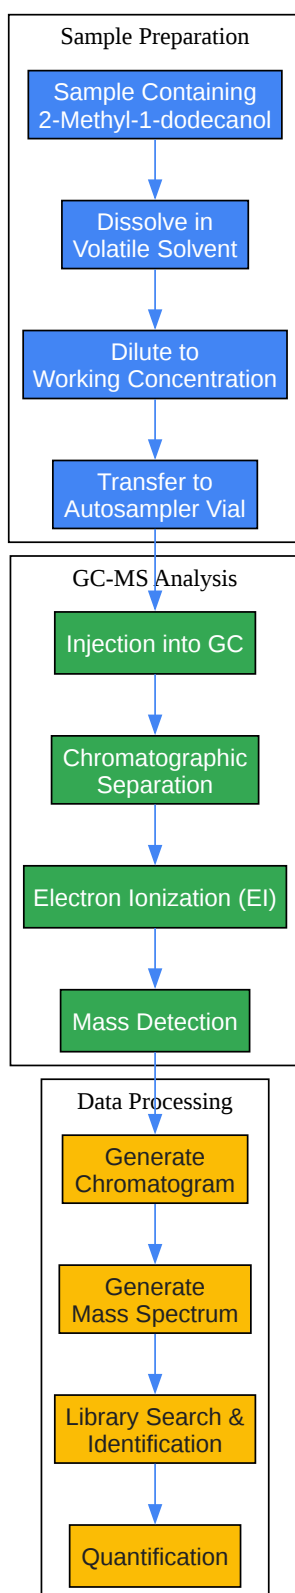 Sample Preparation
Sample Containing
2-Methyl-1-dodecanol
Dissolve in
Volatile Solvent
Dilute to
Working Concentration
Transfer to
Autosampler Vial
GC-MS Analysis
Injection into GC
Chromatographic
Separation
Electron Ionization (EI)
Mass Detection
Data Processing
Generate
Chromatogram
Generate
Mass Spectrum
Library Search &
Identification
Quantification